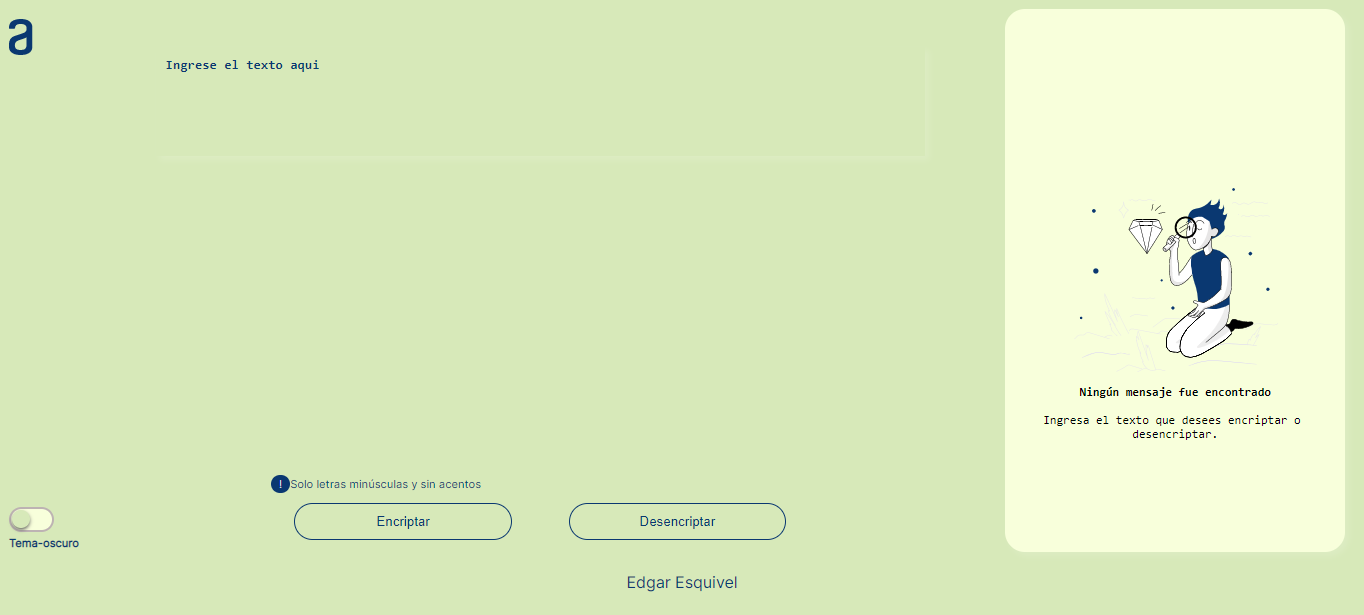 a
Ingrese el texto aqui
Ningún mensaje fue encontrado
Ingresa el texto que desees encriptar o
desencriptar.
! Solo letras minúsculas y sin acentos
Encriptar
Desencriptar
Tema-oscuro
Edgar Esquivel